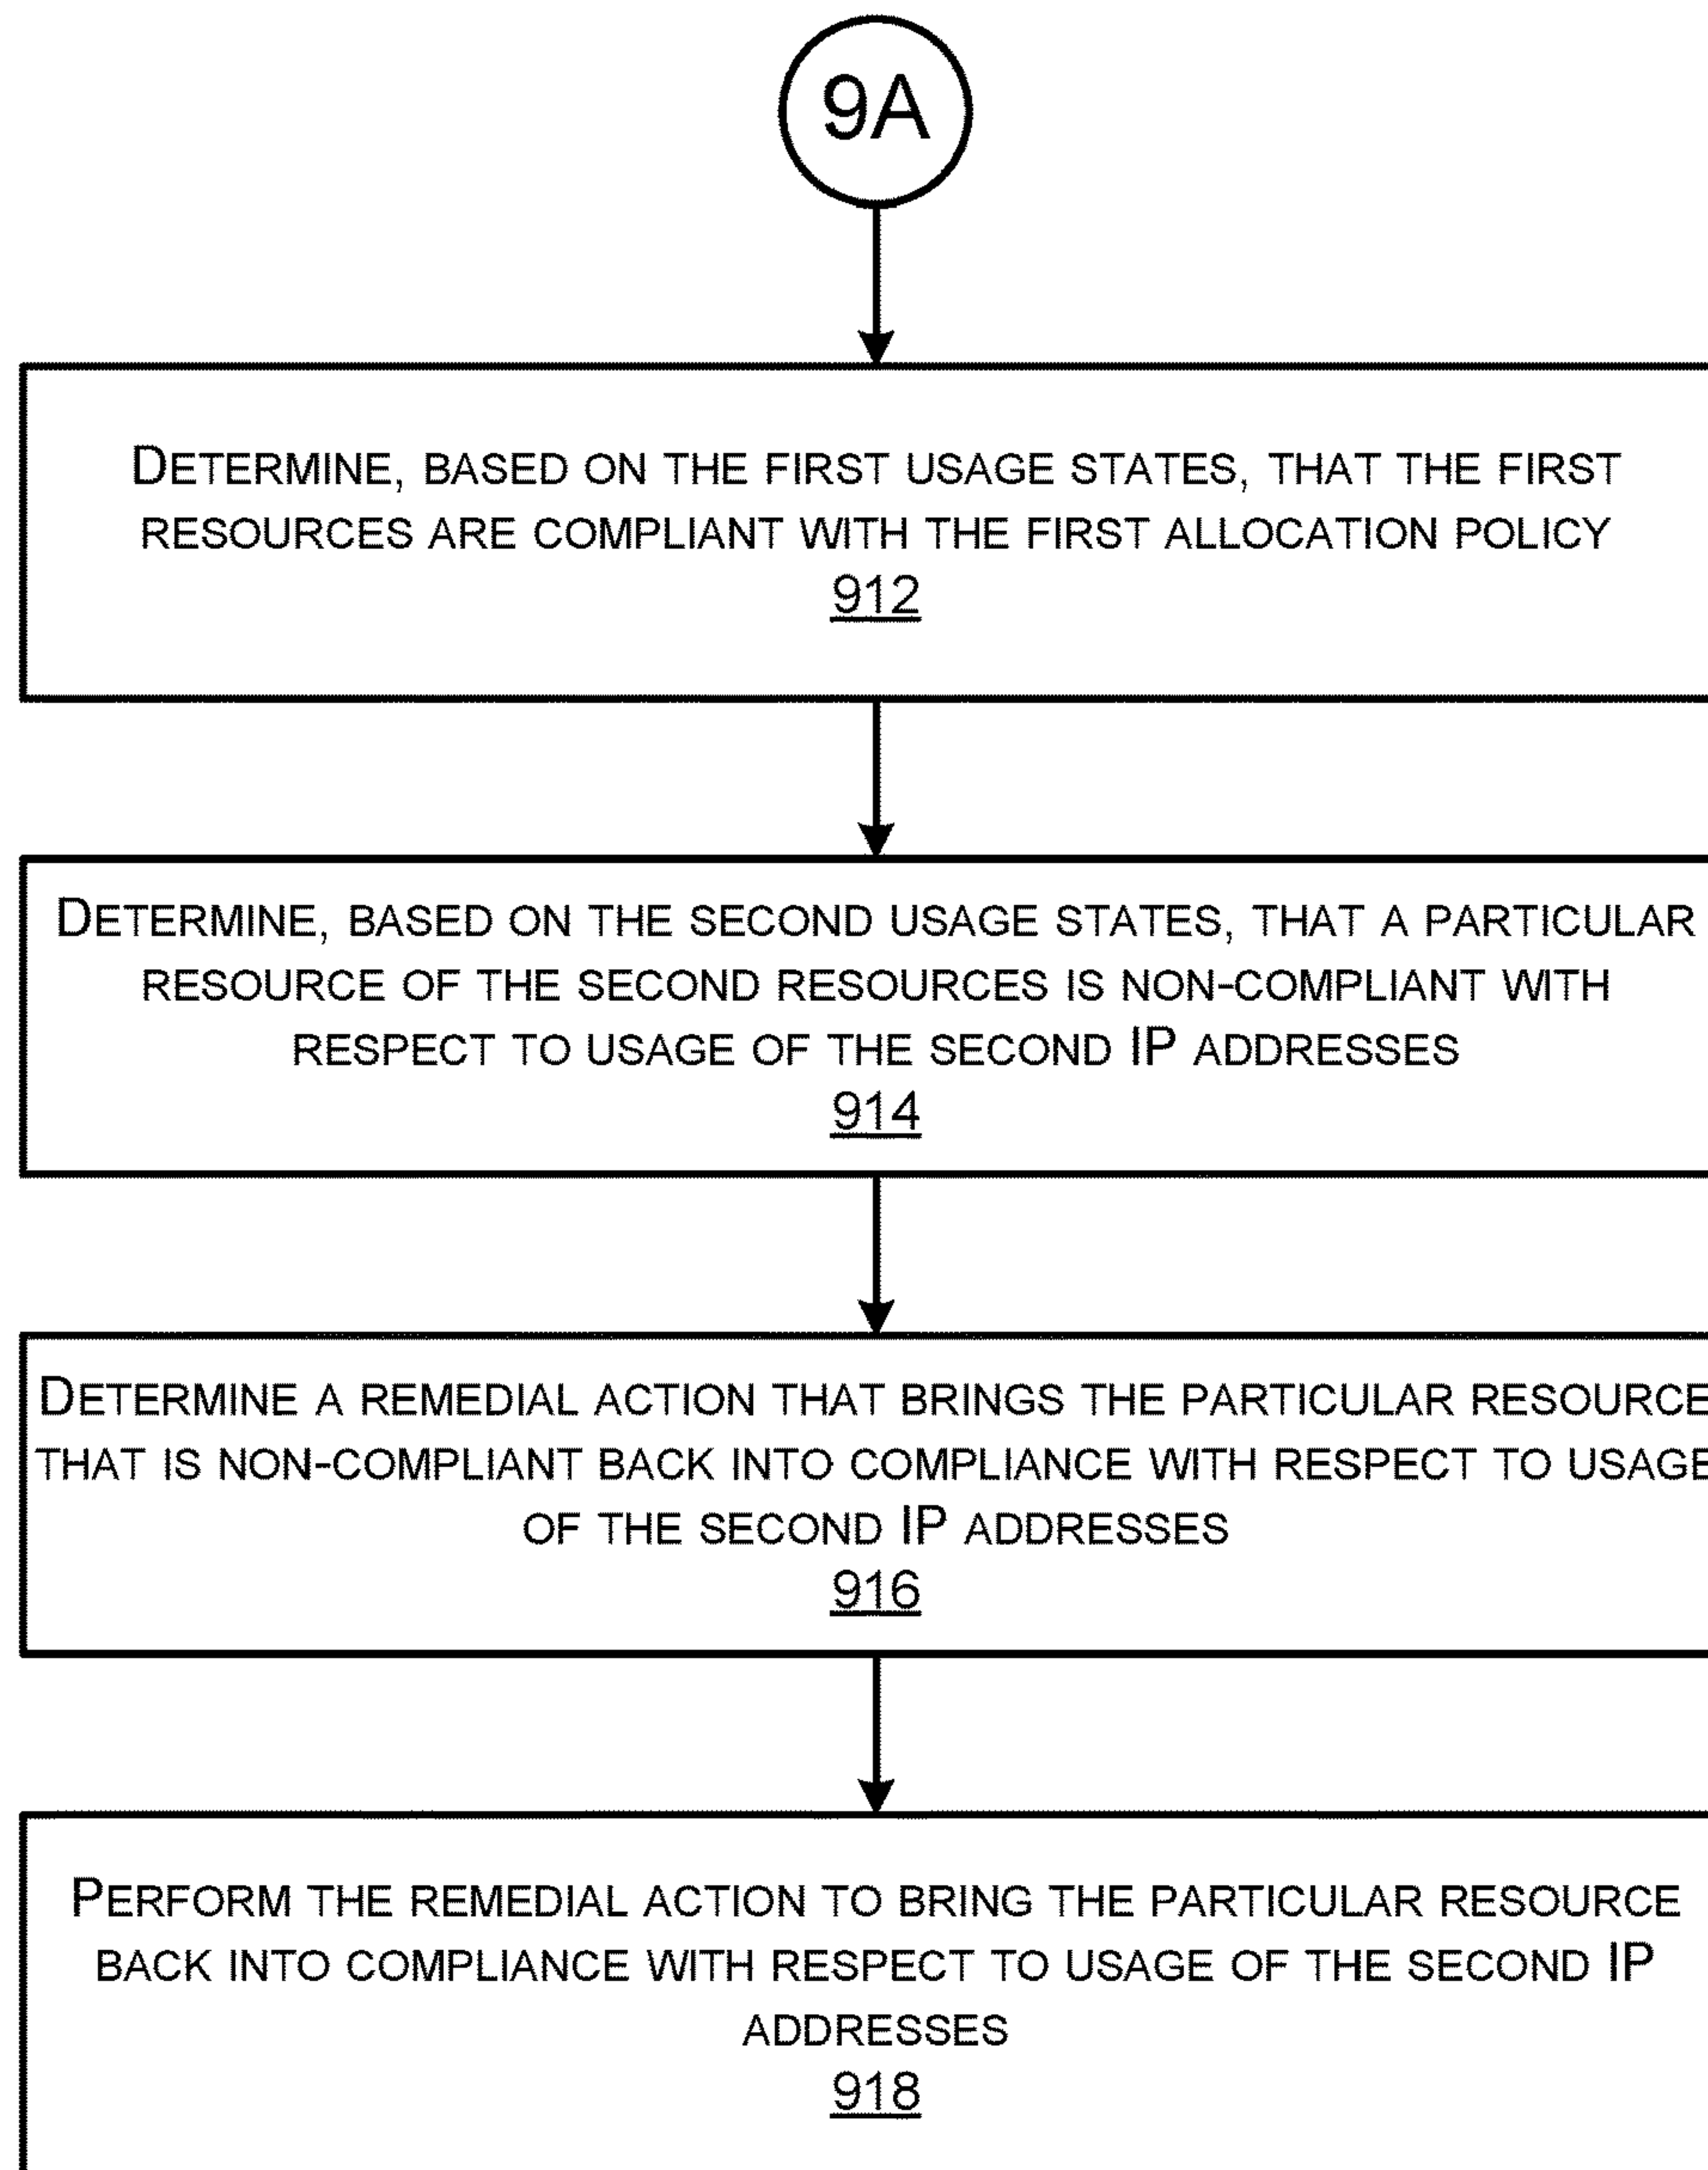 9A
DETERMINE, BASED ON THE FIRST USAGE STATES, THAT THE FIRST
RESOURCES ARE COMPLIANT WITH THE FIRST ALLOCATION POLICY
912
DETERMINE, BASED ON THE SECOND USAGE STATES, THAT A PARTICULAR
RESOURCE OF THE SECOND RESOURCES IS NON-COMPLIANT WITH
RESPECT TO USAGE OF THE SECOND IP ADDRESSES
914
DETERMINE A REMEDIAL ACTION THAT BRINGS THE PARTICULAR RESOURCE
THAT IS NON-COMPLIANT BACK INTO COMPLIANCE WITH RESPECT TO USAGE
OF THE SECOND IP ADDRESSES
916
PERFORM THE REMEDIAL ACTION TO BRING THE PARTICULAR RESOURCE
BACK INTO COMPLIANCE WITH RESPECT TO USAGE OF THE SECOND IP
ADDRESSES
918